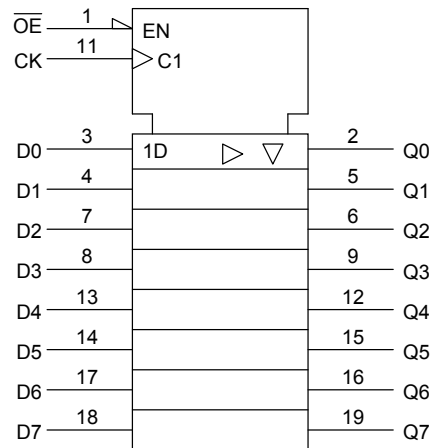 O̅E̅ 1 EN
CK 11 C1
D0 3 1D 2 Q0
D1 4 5 Q1
D2 7 6 Q2
D3 8 9 Q3
D4 13 12 Q4
D5 14 15 Q5
D6 17 16 Q6
D7 18 19 Q7